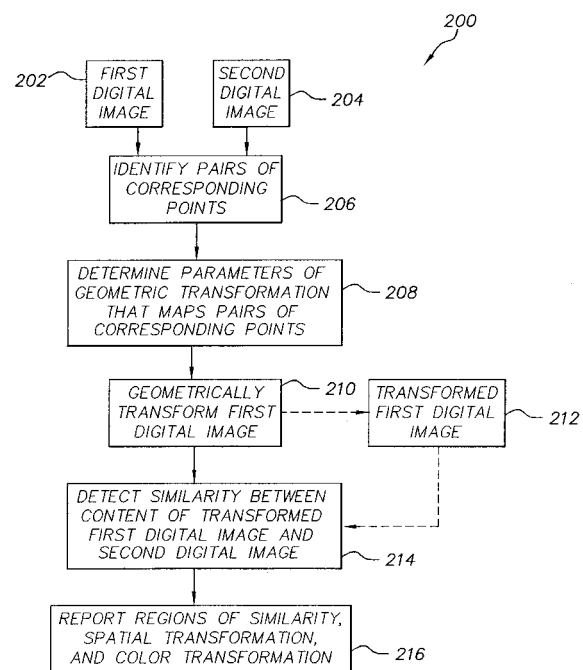 200
202
FIRST
DIGITAL
IMAGE
SECOND
DIGITAL
IMAGE
204
IDENTIFY PAIRS OF
CORRESPONDING
POINTS
206
DETERMINE PARAMETERS OF
GEOMETRIC TRANSFORMATION
THAT MAPS PAIRS OF
CORRESPONDING POINTS
208
GEOMETRICALLY
TRANSFORM FIRST
DIGITAL IMAGE
210
TRANSFORMED
FIRST DIGITAL
IMAGE
212
DETECT SIMILARITY BETWEEN
CONTENT OF TRANSFORMED
FIRST DIGITAL IMAGE AND
SECOND DIGITAL IMAGE
214
REPORT REGIONS OF SIMILARITY,
SPATIAL TRANSFORMATION,
AND COLOR TRANSFORMATION
216